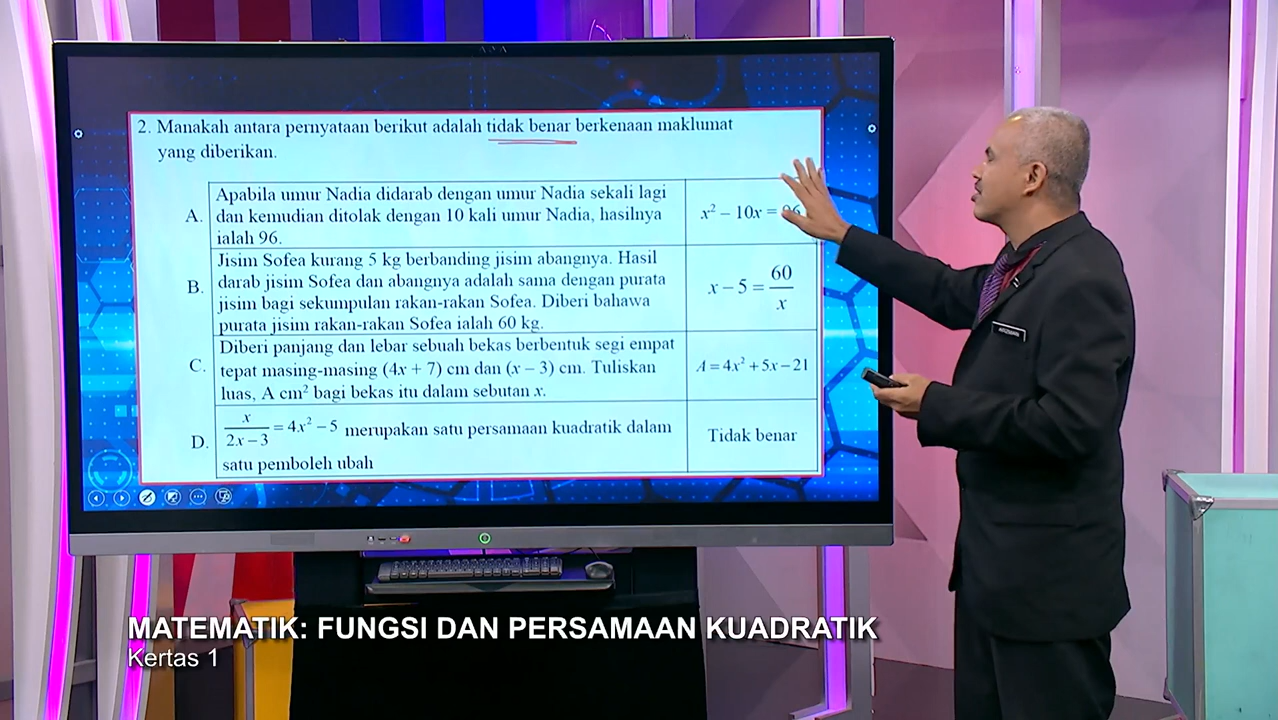 2. Manakah antara pernyataan berikut adalah tidak benar berkenaan maklumat
yang diberikan.
A. Apabila umur Nadia didarab dengan umur Nadia sekali lagi
dan kemudian ditolak dengan 10 kali umur Nadia, hasilnya
ialah 96.
x² – 10x = 96
B. Jisim Sofea kurang 5 kg berbanding jisim abangnya. Hasil
darab jisim Sofea dan abangnya adalah sama dengan purata
jisim bagi sekumpulan rakan-rakan Sofea. Diberi bahawa
purata jisim rakan-rakan Sofea ialah 60 kg.
x – 5 = 60/x
C. Diberi panjang dan lebar sebuah bekas berbentuk segi empat
tepat masing-masing (4x + 7) cm dan (x – 3) cm. Tuliskan
luas, A cm² bagi bekas itu dalam sebutan x.
A = 4x² + 5x – 21
D. x/(2x – 3) = 4x² – 5 merupakan satu persamaan kuadratik dalam
satu pemboleh ubah
Tidak benar
MATEMATIK: FUNGSI DAN PERSAMAAN KUADRATIK
Kertas 1